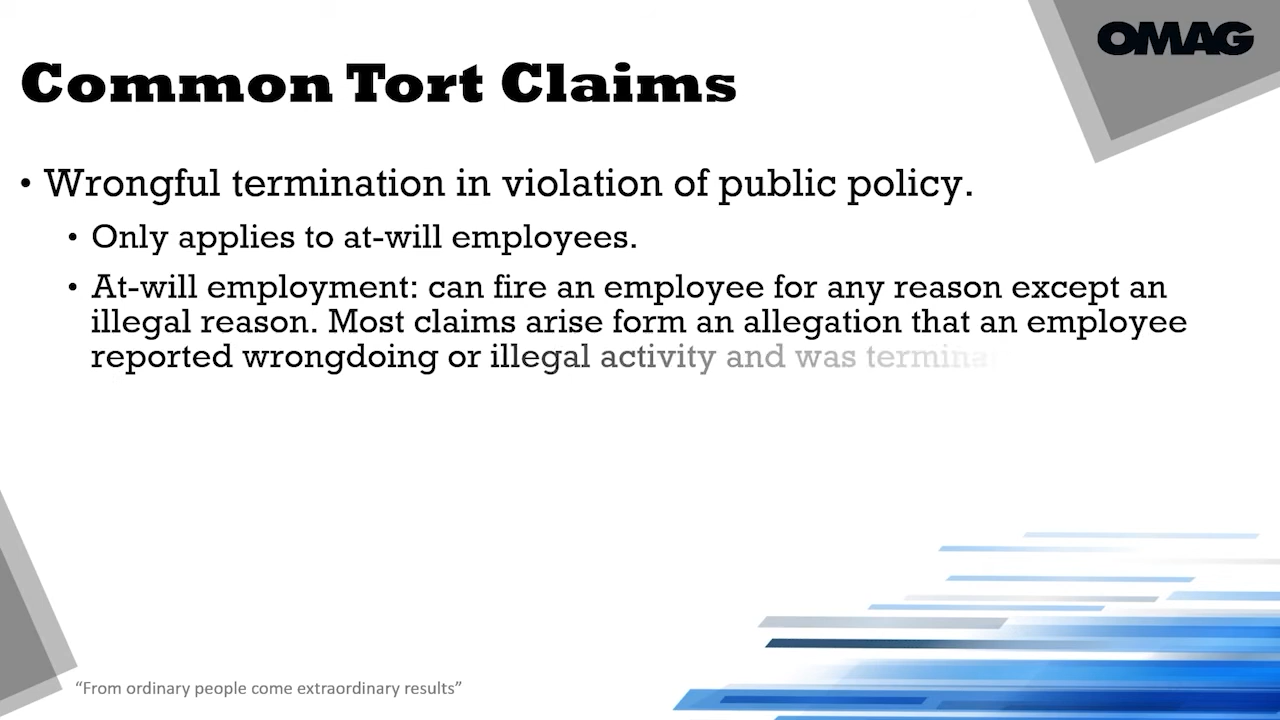 OMAG
Common Tort Claims
• Wrongful termination in violation of public policy.
• Only applies to at-will employees.
• At-will employment: can fire an employee for any reason except an
illegal reason. Most claims arise form an allegation that an employee
reported wrongdoing or illegal activity and was
“From ordinary people come extraordinary results”